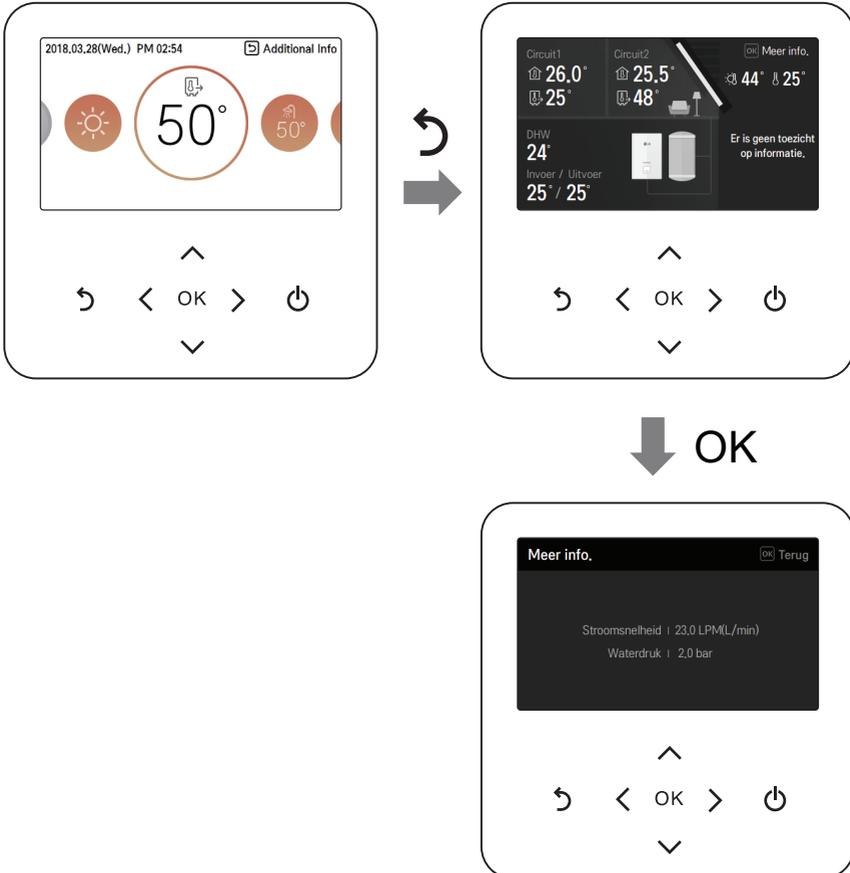 2018.03.28(Wed.) PM 02:54 Additional Info
50°
50°
OK
Circuit1
26.0°
25°
Circuit2
25.5°
48°
OK Meer info.
44° 25°
DHW
24°
Invoer / Uitvoer
25° / 25°
LG
Er is geen toezicht
op informatie.
OK
OK
Meer info. OK Terug
Stroomsnelheid | 23.0 LPM(L/min)
Waterdruk | 2.0 bar
OK